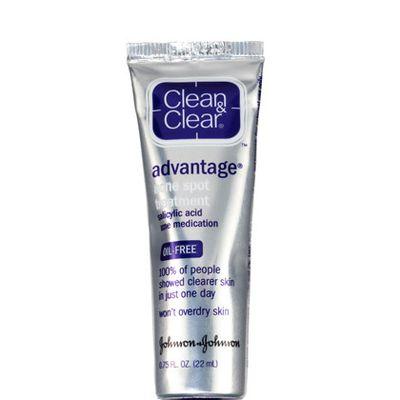 Clean &
Clear®
™
advantage®
acne spot
treatment
salicylic acid
acne medication
OIL-FREE
100% of people
showed clearer skin
in just one day
won't overdry skin
Johnson & Johnson
0.75 FL. OZ. (22 mL)